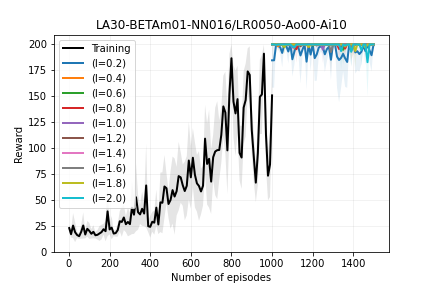 LA30-BETAm01-NN016/LR0050-Ao00-Ai10
Reward
200
175
150
125
100
75
50
25
0
Training
(l=0.2)
(l=0.4)
(l=0.6)
(l=0.8)
(l=1.0)
(l=1.2)
(l=1.4)
(l=1.6)
(l=1.8)
(l=2.0)
0 200 400 600 800 1000 1200 1400
Number of episodes